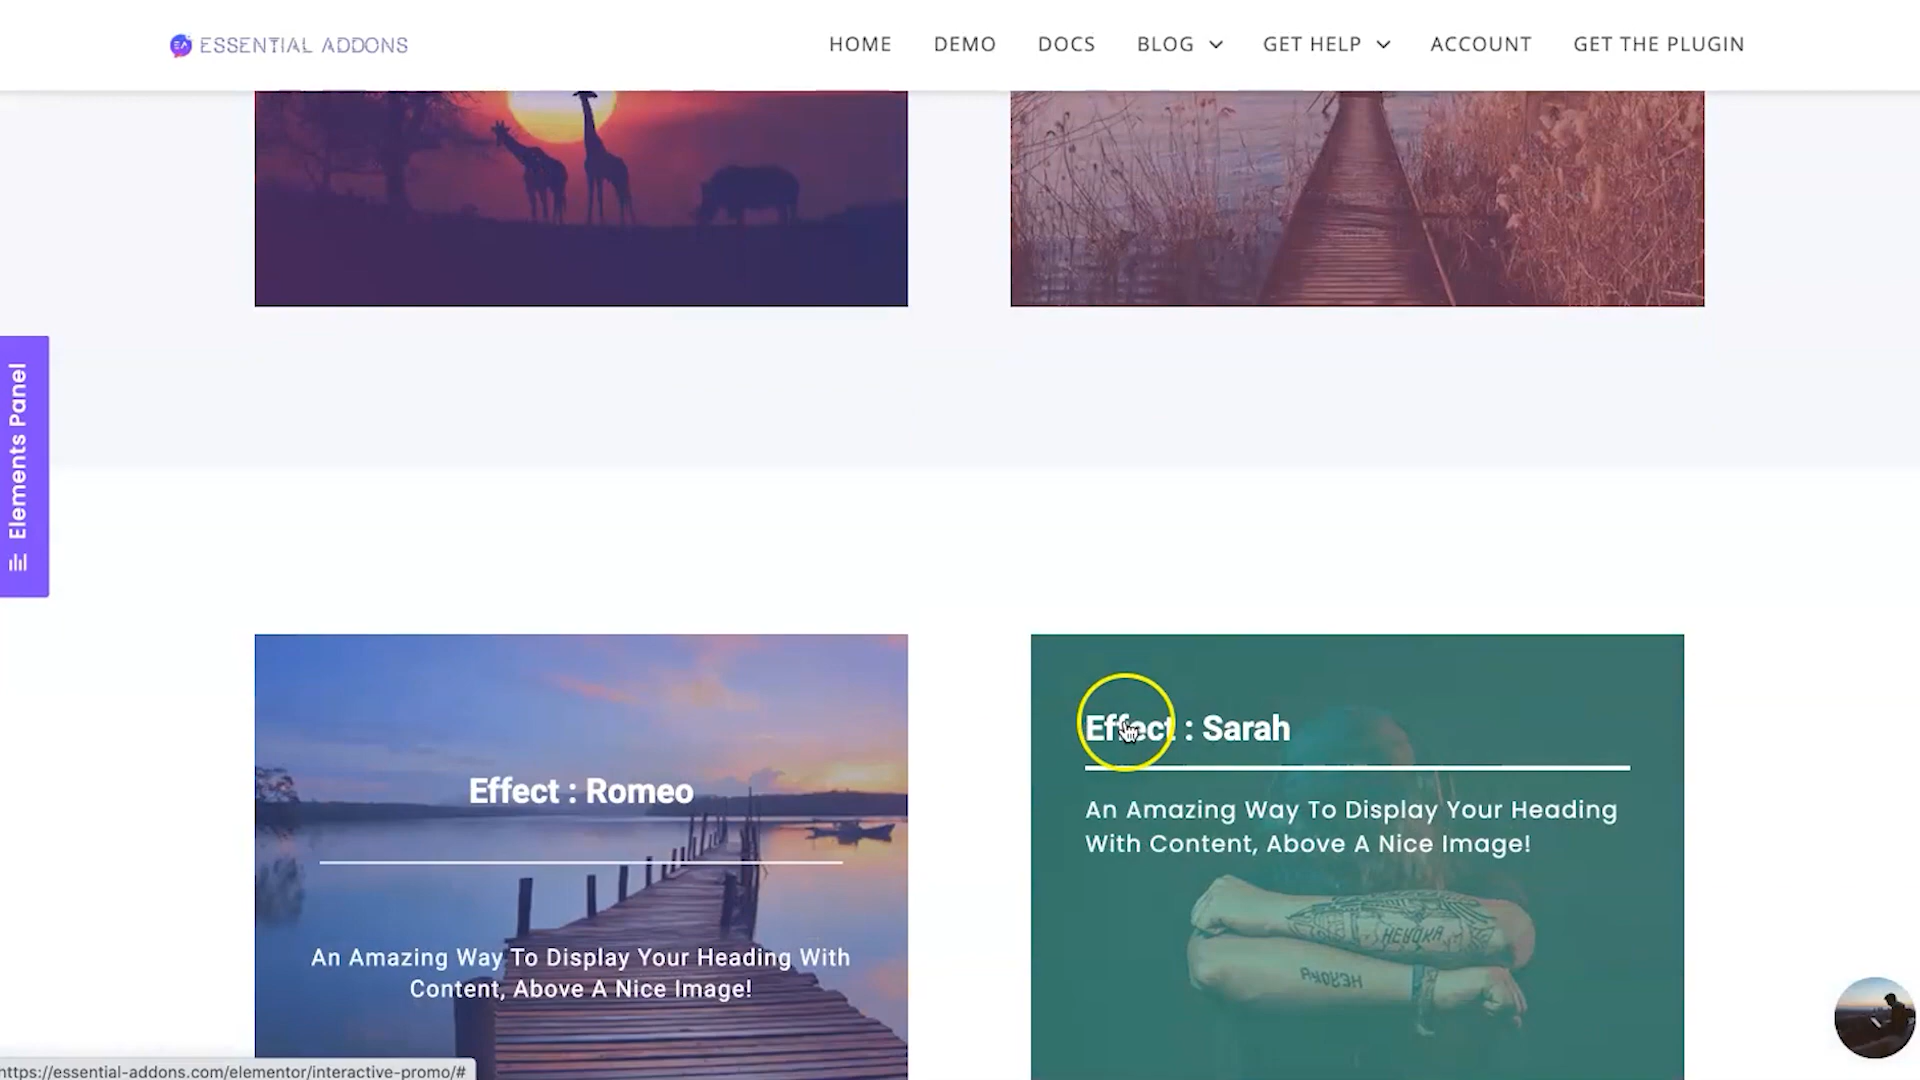 EA ESSENTIAL ADDONS
HOME DEMO DOCS BLOG GET HELP ACCOUNT GET THE PLUGIN
Elements Panel
Effect : Romeo
An Amazing Way To Display Your Heading With
Content, Above A Nice Image!
Effect : Sarah
An Amazing Way To Display Your Heading
With Content, Above A Nice Image!
HEYOKA
https://essential-addons.com/elementor/interactive-promo/#